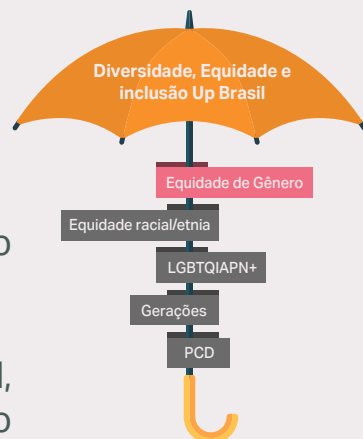 Diversidade, Equidade e
inclusão Up Brasil
Equidade de Gênero
Equidade racial/etnia
o
LGBTQIAPN+
Gerações
PCD
l,
o